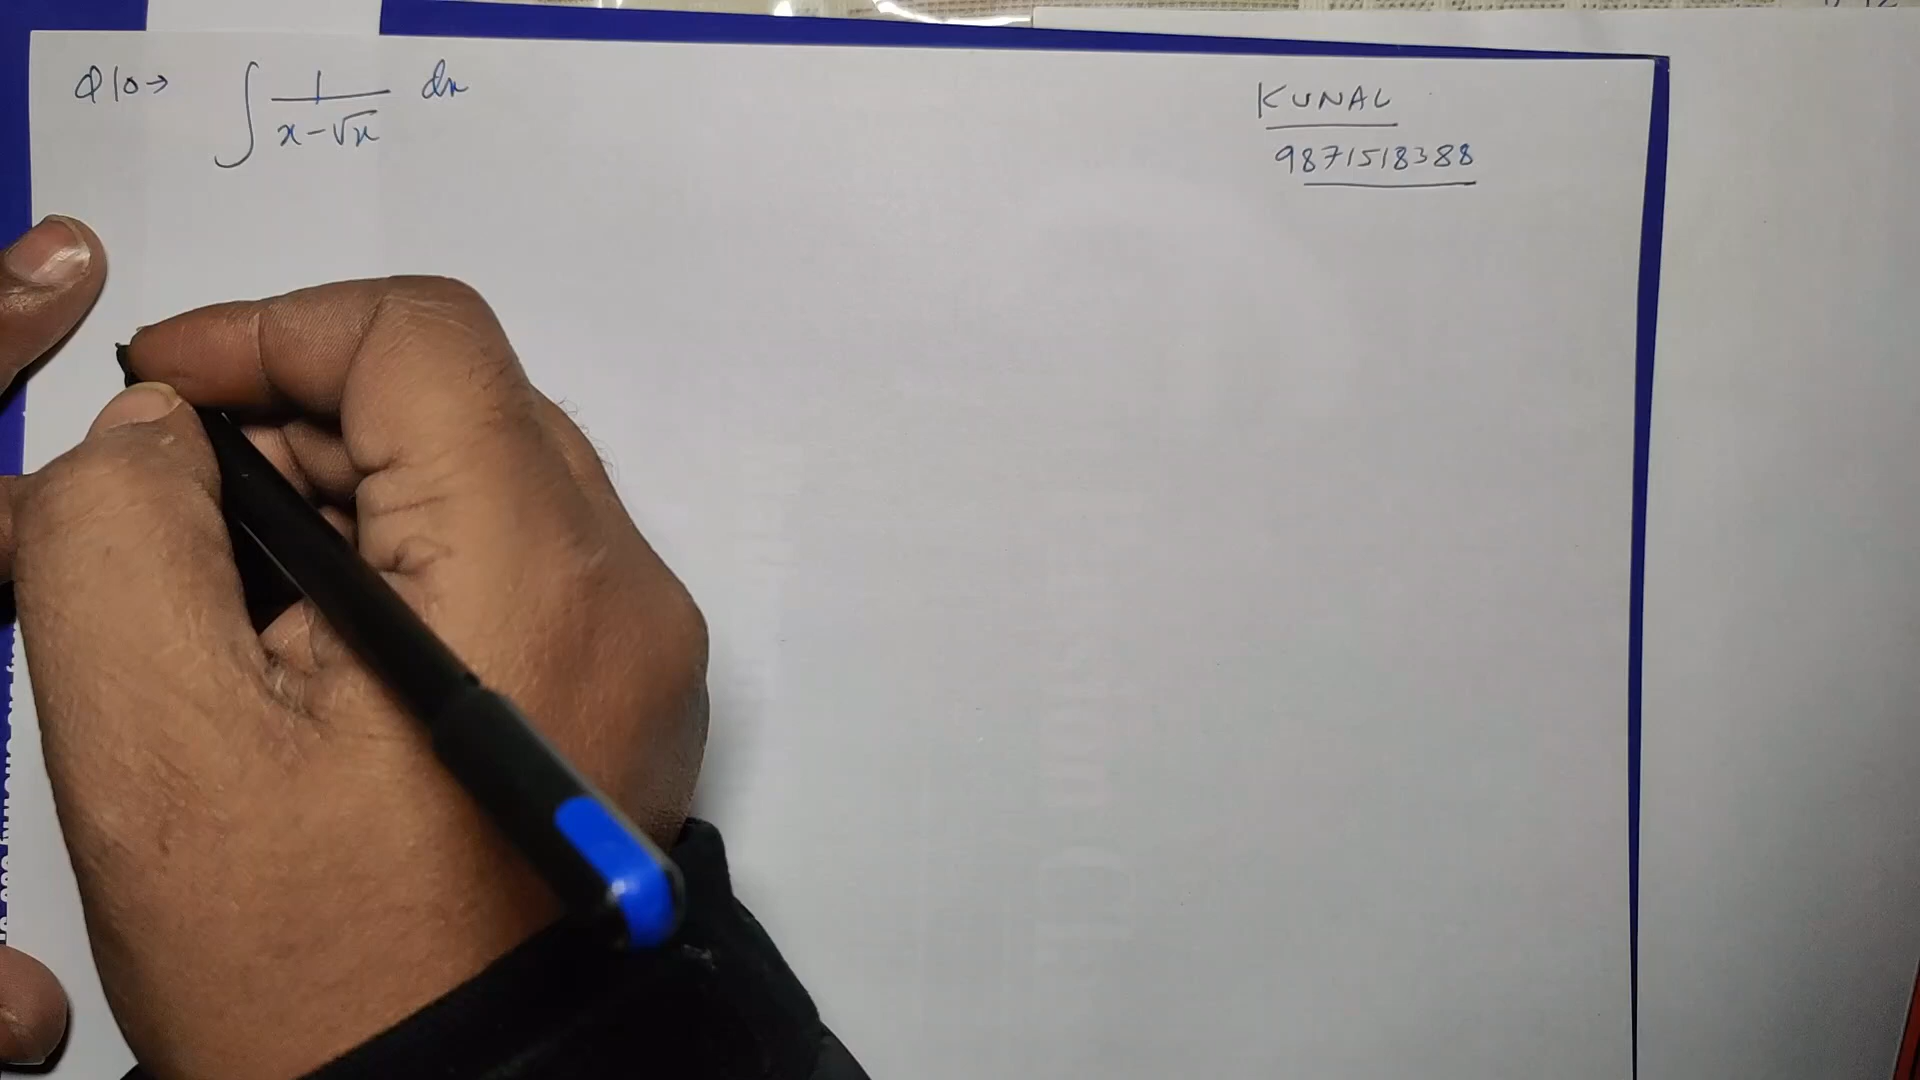 Q10→ ∫ 1/(x-√x) dx
KUNAL
9871518388